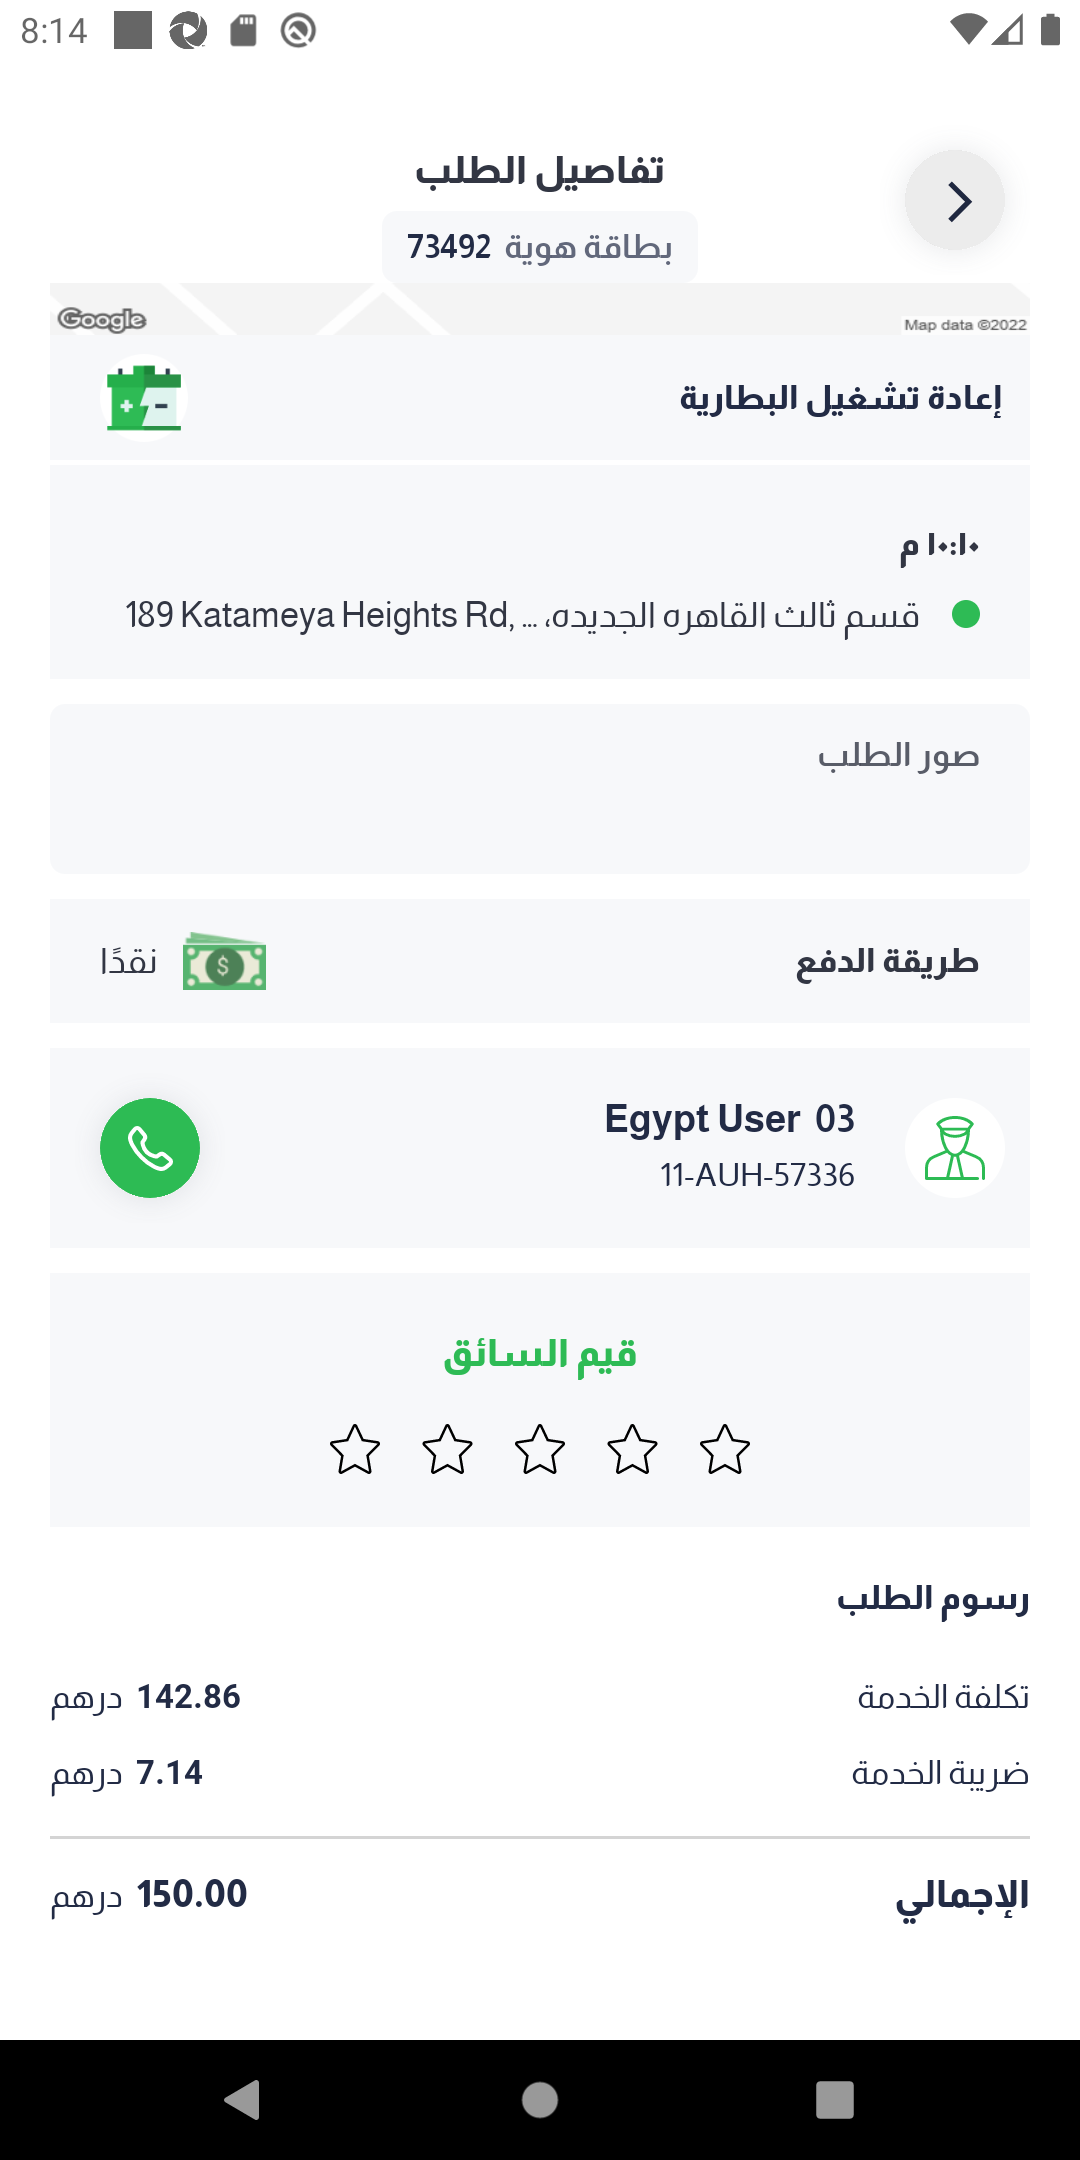 8:14
تفاصيل الطلب
بطاقة هوية 73492
Google
Map data ©2022
إعادة تشغيل البطارية
١٠:١٠ م
189 Katameya Heights Rd, ... ،قسم ثالث القاهره الجديده
صور الطلب
طريقة الدفع
نقدًا
Egypt User 03
11-AUH-57336
قيم السائق
رسوم الطلب
تكلفة الخدمة 142.86 درهم
ضريبة الخدمة 7.14 درهم
الإجمالي 150.00 درهم